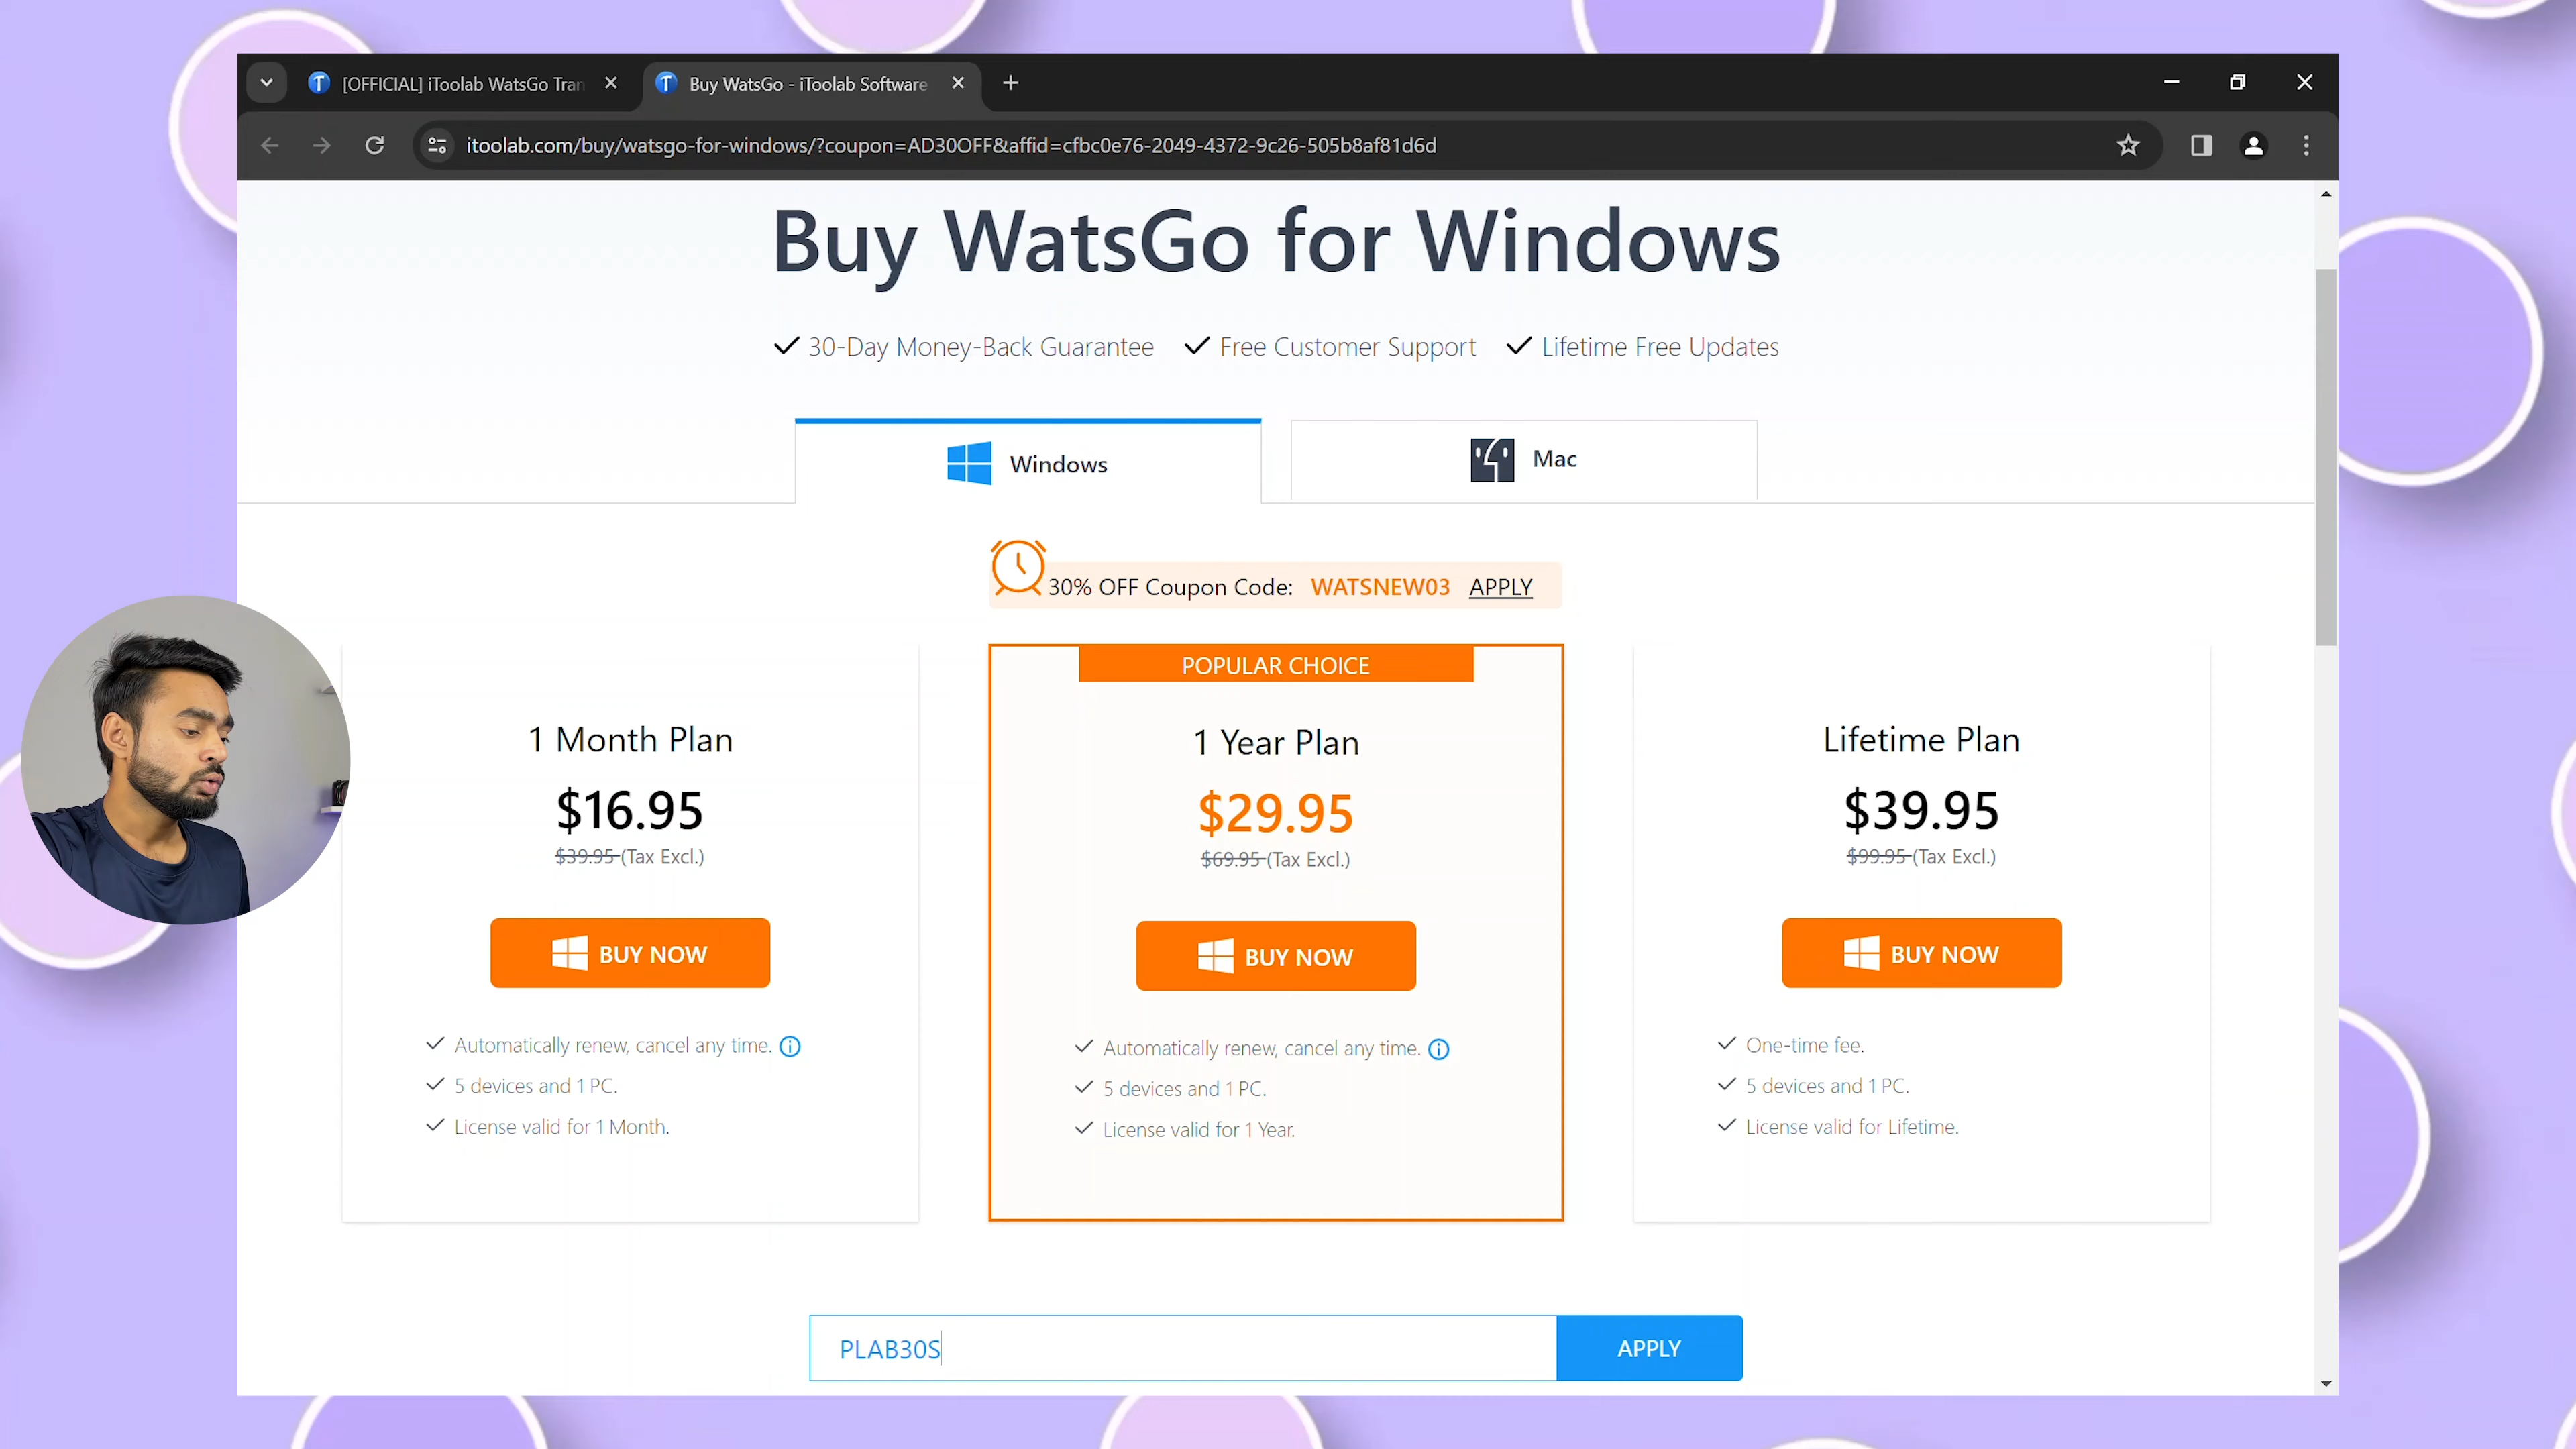 [OFFICIAL] iToolab WatsGo Tran
Buy WatsGo - iToolab Software
itoolab.com/buy/watsgo-for-windows/?coupon=AD30OFF&affid=cfbc0e76-2049-4372-9c26-505b8af81d6d
Buy WatsGo for Windows
30-Day Money-Back Guarantee Free Customer Support Lifetime Free Updates
Windows
Mac
30% OFF Coupon Code: WATSNEW03 APPLY
1 Month Plan
$16.95
$39.95 (Tax Excl.)
BUY NOW
Automatically renew, cancel any time.
5 devices and 1 PC.
License valid for 1 Month.
POPULAR CHOICE
1 Year Plan
$29.95
$69.95 (Tax Excl.)
BUY NOW
Automatically renew, cancel any time.
5 devices and 1 PC.
License valid for 1 Year.
Lifetime Plan
$39.95
$99.95 (Tax Excl.)
BUY NOW
One-time fee.
5 devices and 1 PC.
License valid for Lifetime.
PLAB30S
APPLY